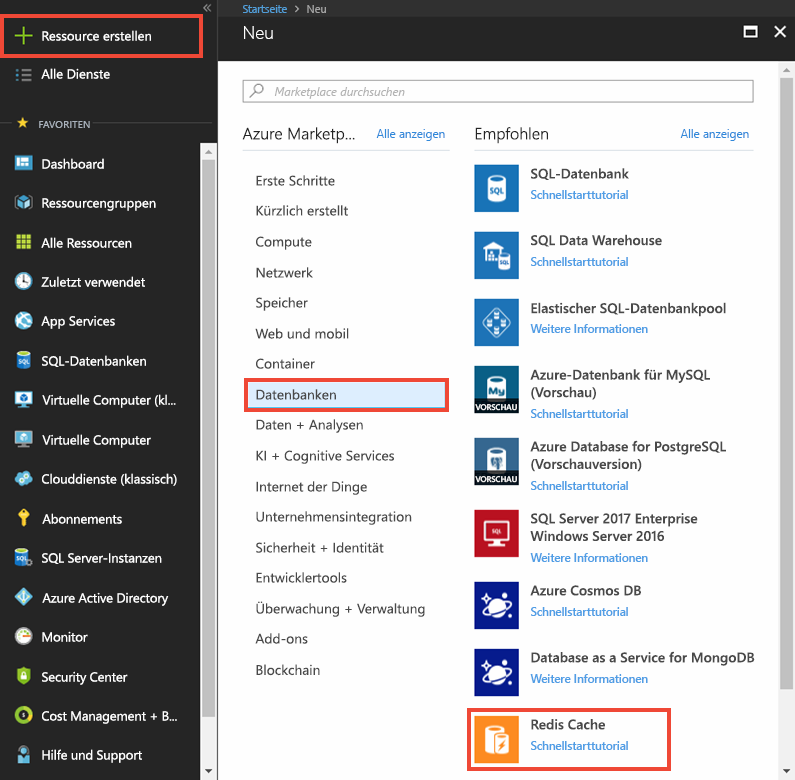 Ressource erstellen
Alle Dienste
FAVORITEN
Dashboard
Ressourcengruppen
Alle Ressourcen
Zuletzt verwendet
App Services
SQL-Datenbanken
Virtuelle Computer (kl...
Virtuelle Computer
Clouddienste (klassisch)
Abonnements
SQL Server-Instanzen
Azure Active Directory
Monitor
Security Center
Cost Management + B...
Hilfe und Support
Startseite > Neu
Neu
Marketplace durchsuchen
Azure Marketp... Alle anzeigen
Erste Schritte
Kürzlich erstellt
Compute
Netzwerk
Speicher
Web und mobil
Container
Datenbanken
Daten + Analysen
KI + Cognitive Services
Internet der Dinge
Unternehmensintegration
Sicherheit + Identität
Entwicklertools
Überwachung + Verwaltung
Add-ons
Blockchain
Empfohlen Alle anzeigen
SQL
SQL-Datenbank
Schnellstarttutorial
SQL
SQL Data Warehouse
Schnellstarttutorial
Elastischer SQL-Datenbankpool
Weitere Informationen
My
VORSCHAU
Azure-Datenbank für MySQL
(Vorschau)
Schnellstarttutorial
VORSCHAU
Azure Database for PostgreSQL
(Vorschauversion)
Schnellstarttutorial
SQL
SQL Server 2017 Enterprise
Windows Server 2016
Weitere Informationen
Azure Cosmos DB
Schnellstarttutorial
Database as a Service for MongoDB
Weitere Informationen
Redis Cache
Schnellstarttutorial